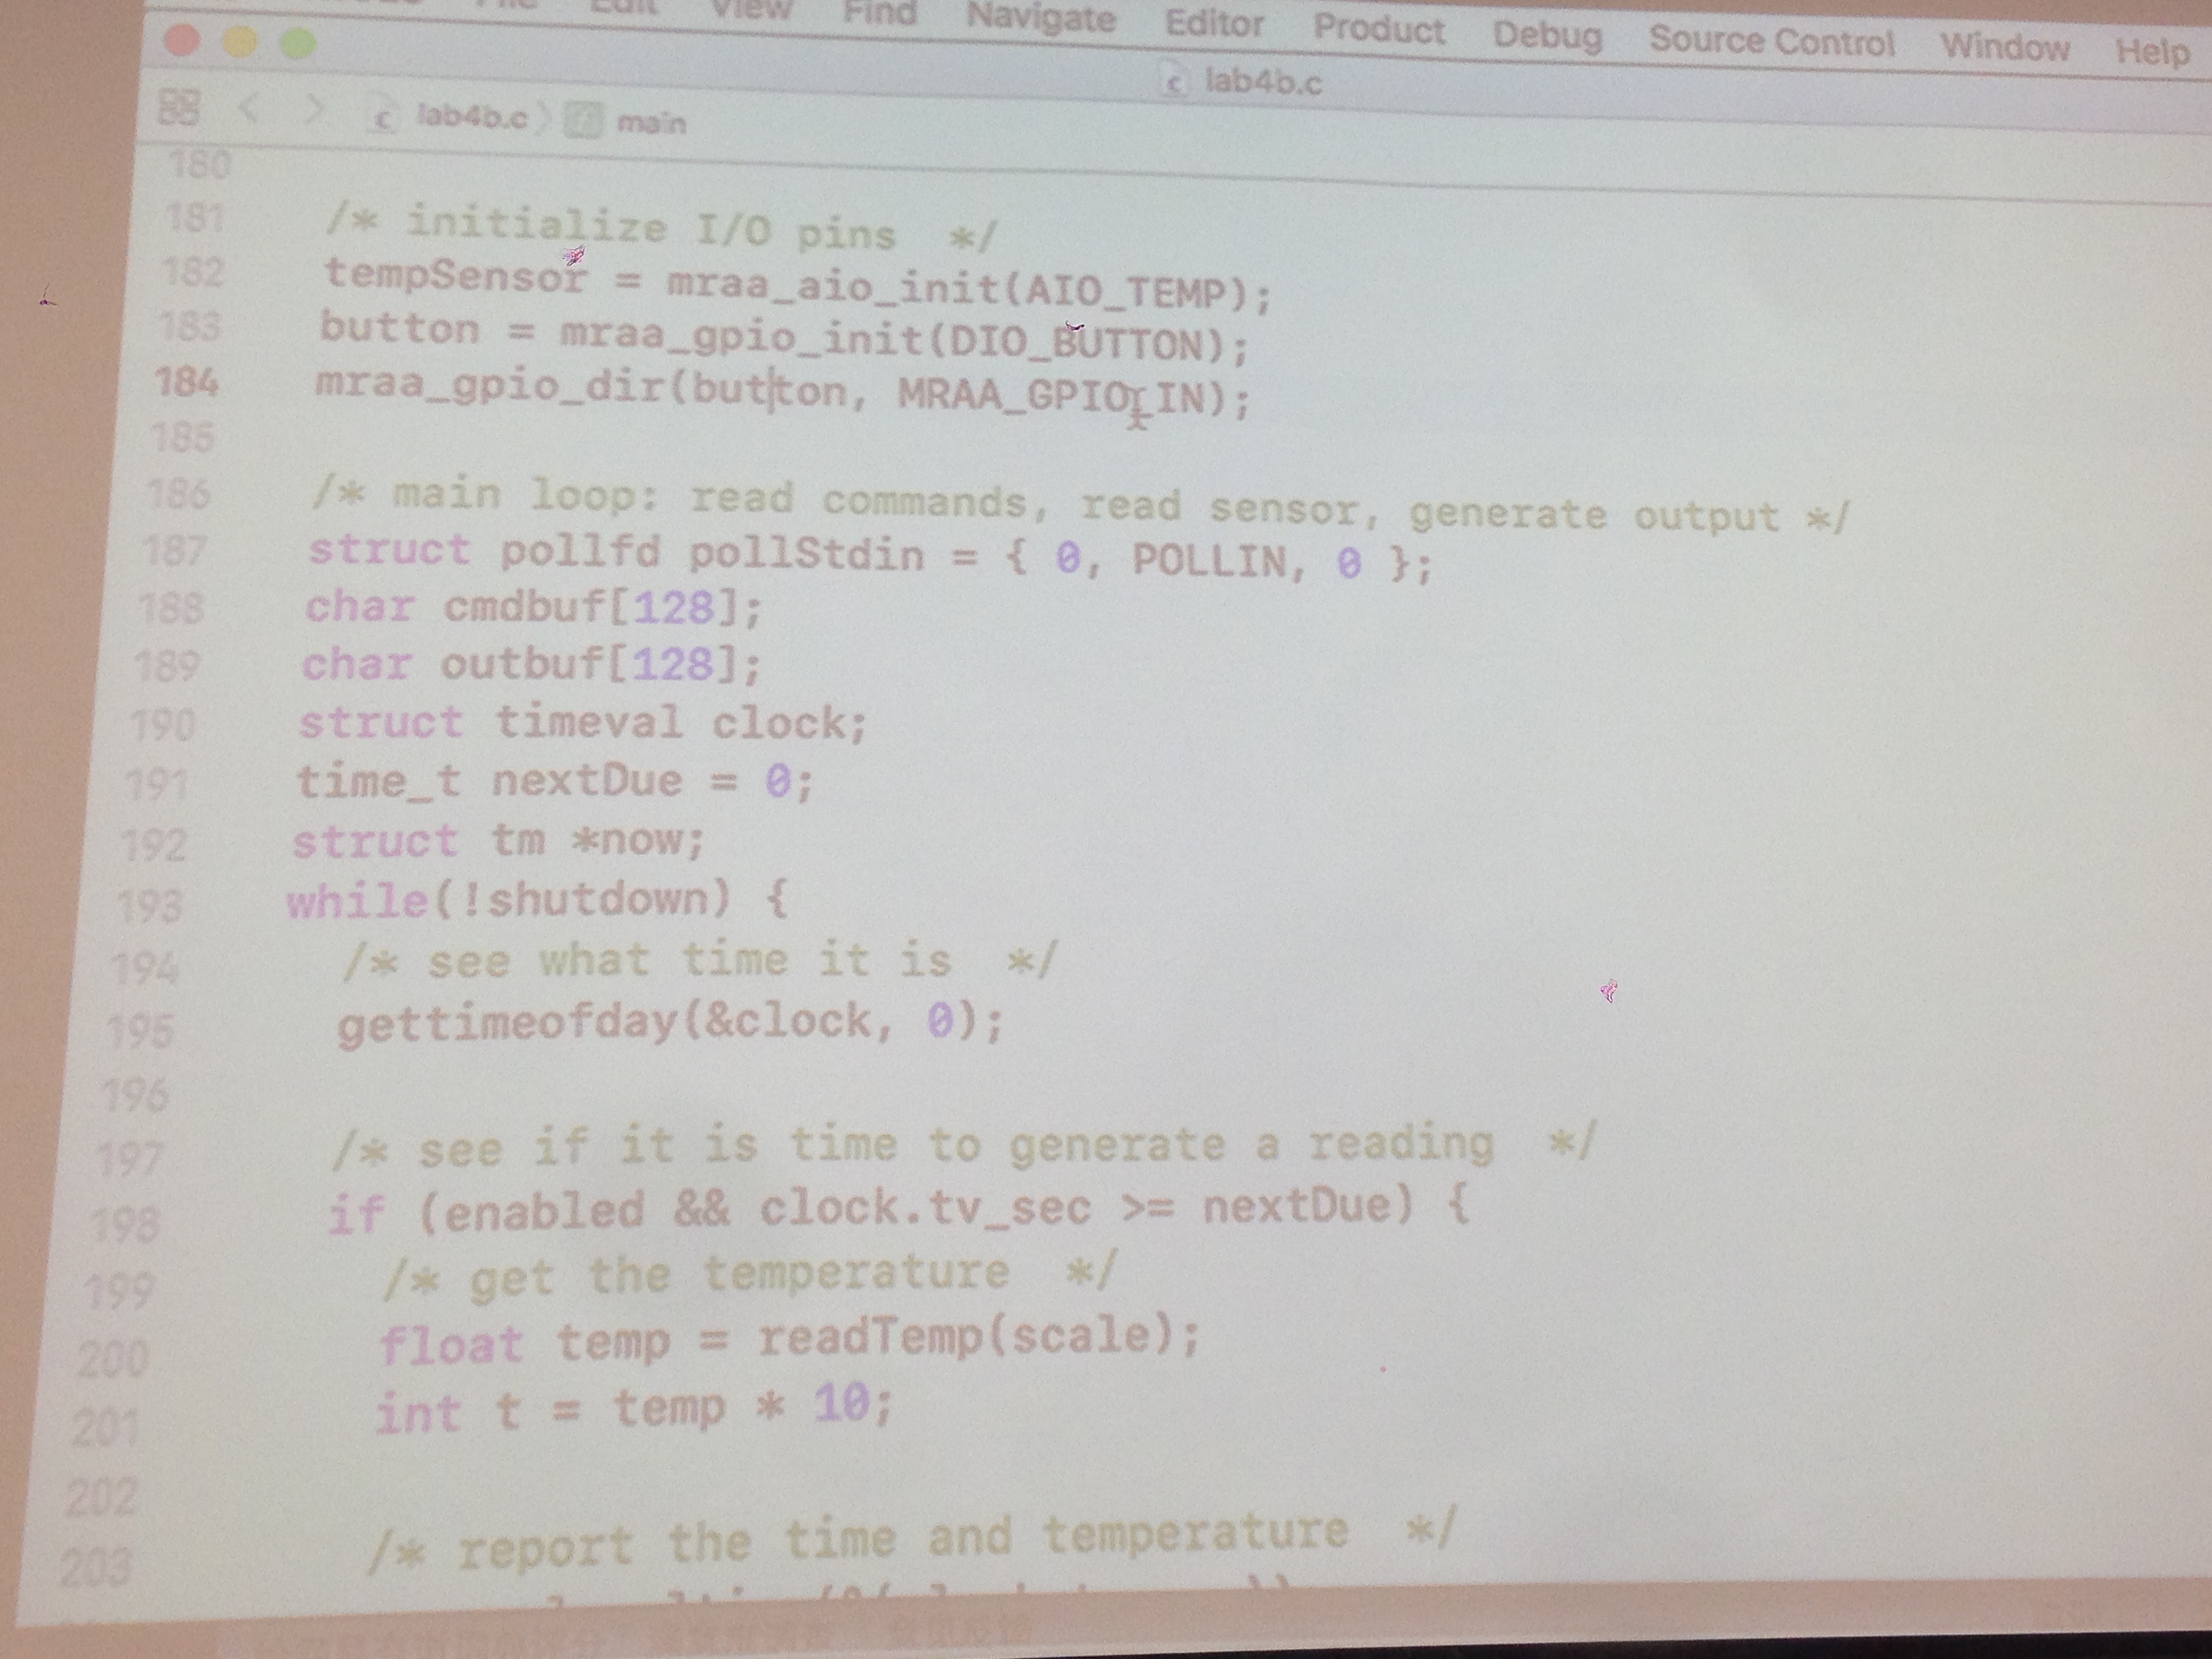 File Edit View Find Navigate Editor Product Debug Source Control Window Help
lab4b.c
lab4b.c main
180
181 /* initialize I/O pins */
182 tempSensor = mraa_aio_init(AIO_TEMP);
183 button = mraa_gpio_init(DIO_BUTTON);
184 mraa_gpio_dir(button, MRAA_GPIO_IN);
185
186 /* main loop: read commands, read sensor, generate output */
187 struct pollfd pollStdin = { 0, POLLIN, 0 };
188 char cmdbuf[128];
189 char outbuf[128];
190 struct timeval clock;
191 time_t nextDue = 0;
192 struct tm *now;
193 while(!shutdown) {
194 /* see what time it is */
195 gettimeofday(&clock, 0);
196
197 /* see if it is time to generate a reading */
198 if (enabled && clock.tv_sec >= nextDue) {
199 /* get the temperature */
200 float temp = readTemp(scale);
201 int t = temp * 10;
202
203 /* report the time and temperature */